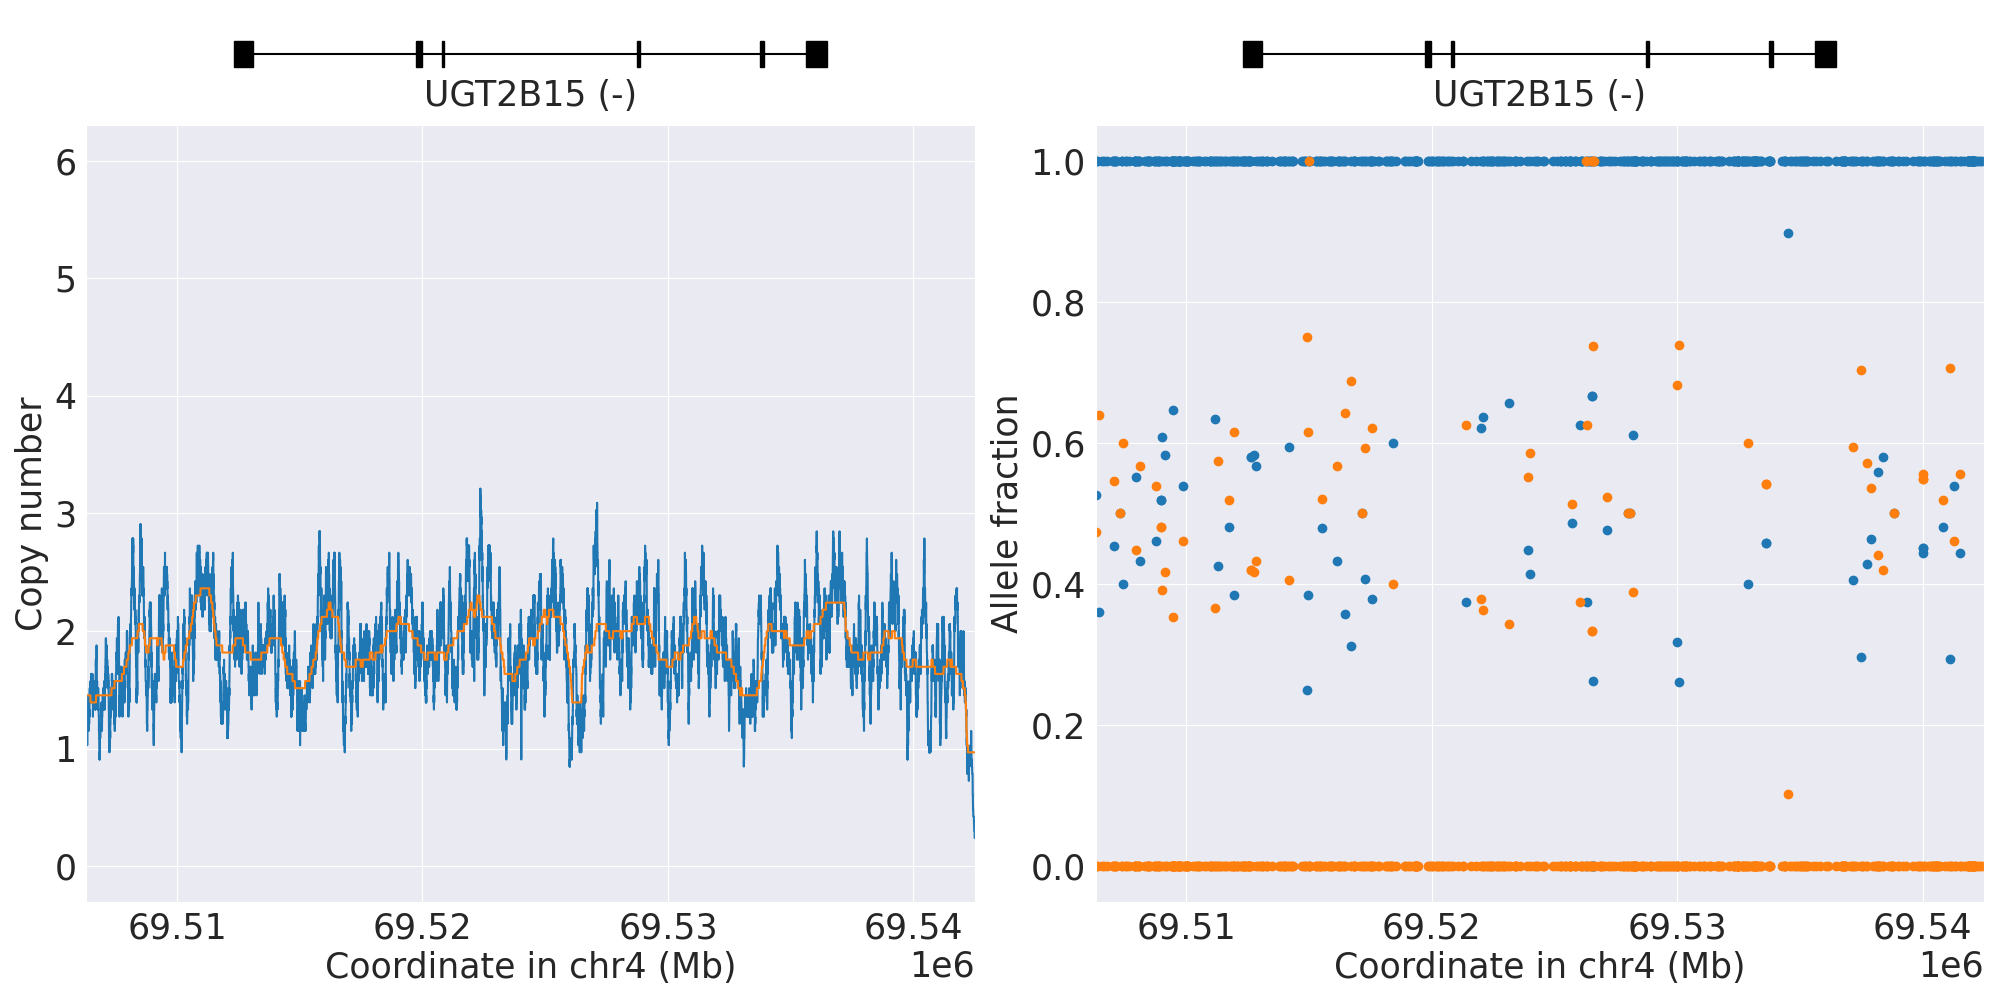 UGT2B15 (-)
Copy number
6
5
4
3
2
1
0
69.51 69.52 69.53 69.54
Coordinate in chr4 (Mb)
1e6
UGT2B15 (-)
Allele fraction
1.0
0.8
0.6
0.4
0.2
0.0
69.51 69.52 69.53 69.54
Coordinate in chr4 (Mb)
1e6